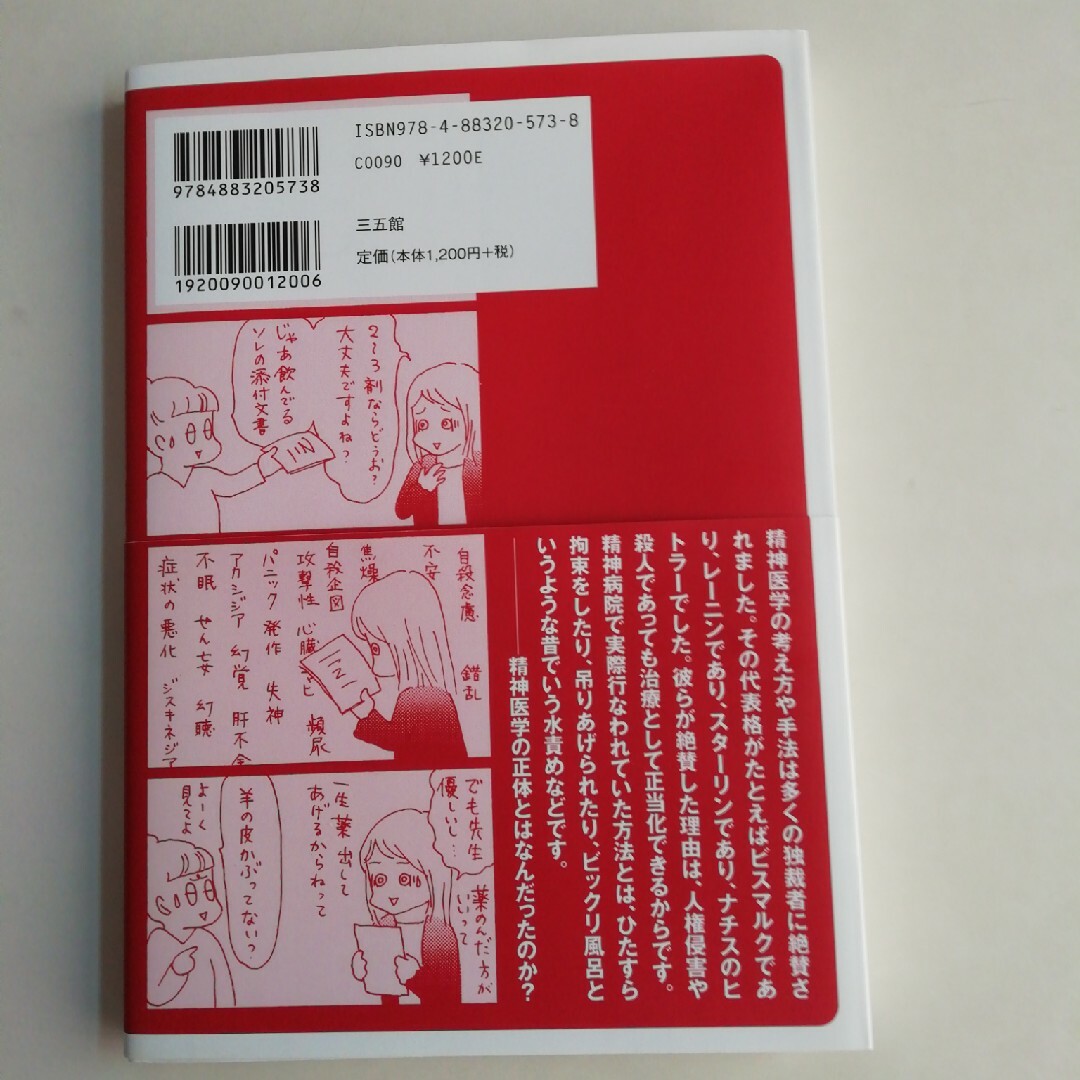 ISBN978-4-88320-573-8
C0090 ¥1200E
9784883205738
三五館
定価(本体1,200円+税)
1920090012006
2〜3剤ならどぅお?
大丈夫ですよね?
じゃあ飲んでる
ソレの添付文書
自殺念慮 錯乱
不安
焦燥
自殺企図
攻撃性 心臓 ヒ 頻尿
パニック発作 失神
アカシジア 幻覚 肝不全
不眠 せん妄 幻聴
症状の悪化 ジスキネジア
でも先生
優しいし…
薬のんだ方が
いいって
一生薬出して
あげるからねって
羊の皮かぶってない?
よーく
見てよ
精神医学の考え方や手法は多くの独裁者に絶賛さ
れました。その代表格がたとえばビスマルクであ
り、レーニンであり、スターリンであり、ナチスのヒ
トラーでした。彼らが絶賛した理由は、人権侵害や
殺人であっても治療として正当化できるからです。
精神病院で実際行なわれていた方法とは、ひたすら
拘束をしたり、吊りあげられたり、ビックリ風呂と
いうような昔でいう水責めなどです。
――精神医学の正体とはなんだったのか?